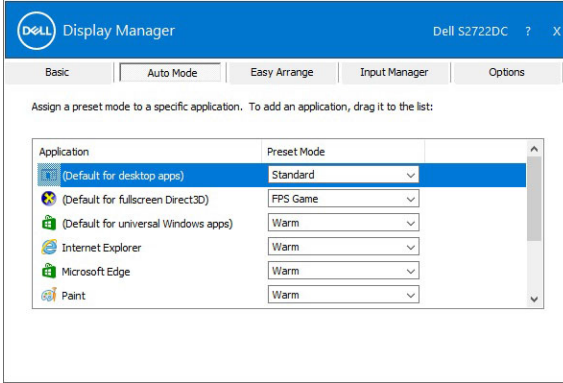 DELL Display Manager Dell S2722DC ? X
Basic Auto Mode Easy Arrange Input Manager Options
Assign a preset mode to a specific application. To add an application, drag it to the list:
Application Preset Mode
(Default for desktop apps) Standard
(Default for fullscreen Direct3D) FPS Game
(Default for universal Windows apps) Warm
Internet Explorer Warm
Microsoft Edge Warm
Paint Warm